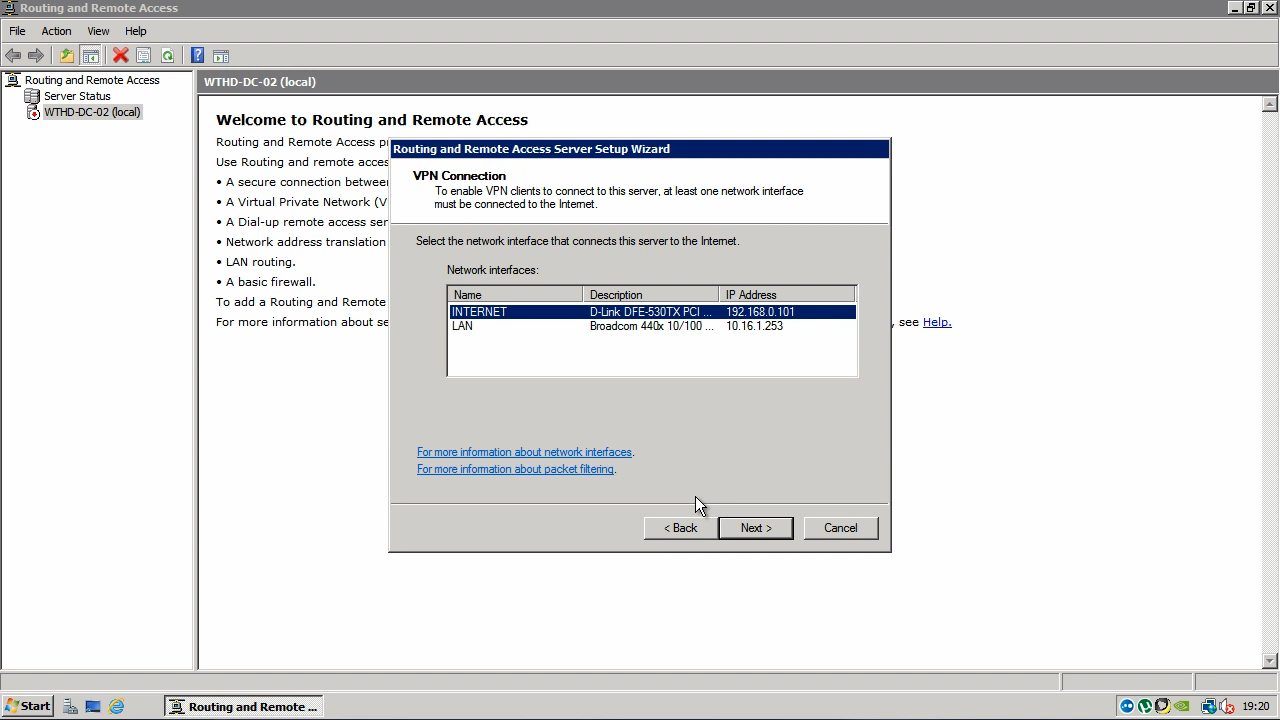 Routing and Remote Access
File Action View Help
Routing and Remote Access
Server Status
WTHD-DC-02 (local)
WTHD-DC-02 (local)
Welcome to Routing and Remote Access
Routing and Remote Access p
Use Routing and remote acces
• A secure connection between
• A Virtual Private Network (V
• A Dial-up remote access ser
• Network address translation
• LAN routing.
• A basic firewall.
To add a Routing and Remote
For more information about se
, see Help.
Routing and Remote Access Server Setup Wizard
VPN Connection
To enable VPN clients to connect to this server, at least one network interface
must be connected to the Internet.
Select the network interface that connects this server to the Internet.
Network interfaces:
Name Description IP Address
INTERNET D-Link DFE-530TX PCI ... 192.168.0.101
LAN Broadcom 440x 10/100 ... 10.16.1.253
For more information about network interfaces.
For more information about packet filtering.
< Back Next > Cancel
Start Routing and Remote ... 19:20